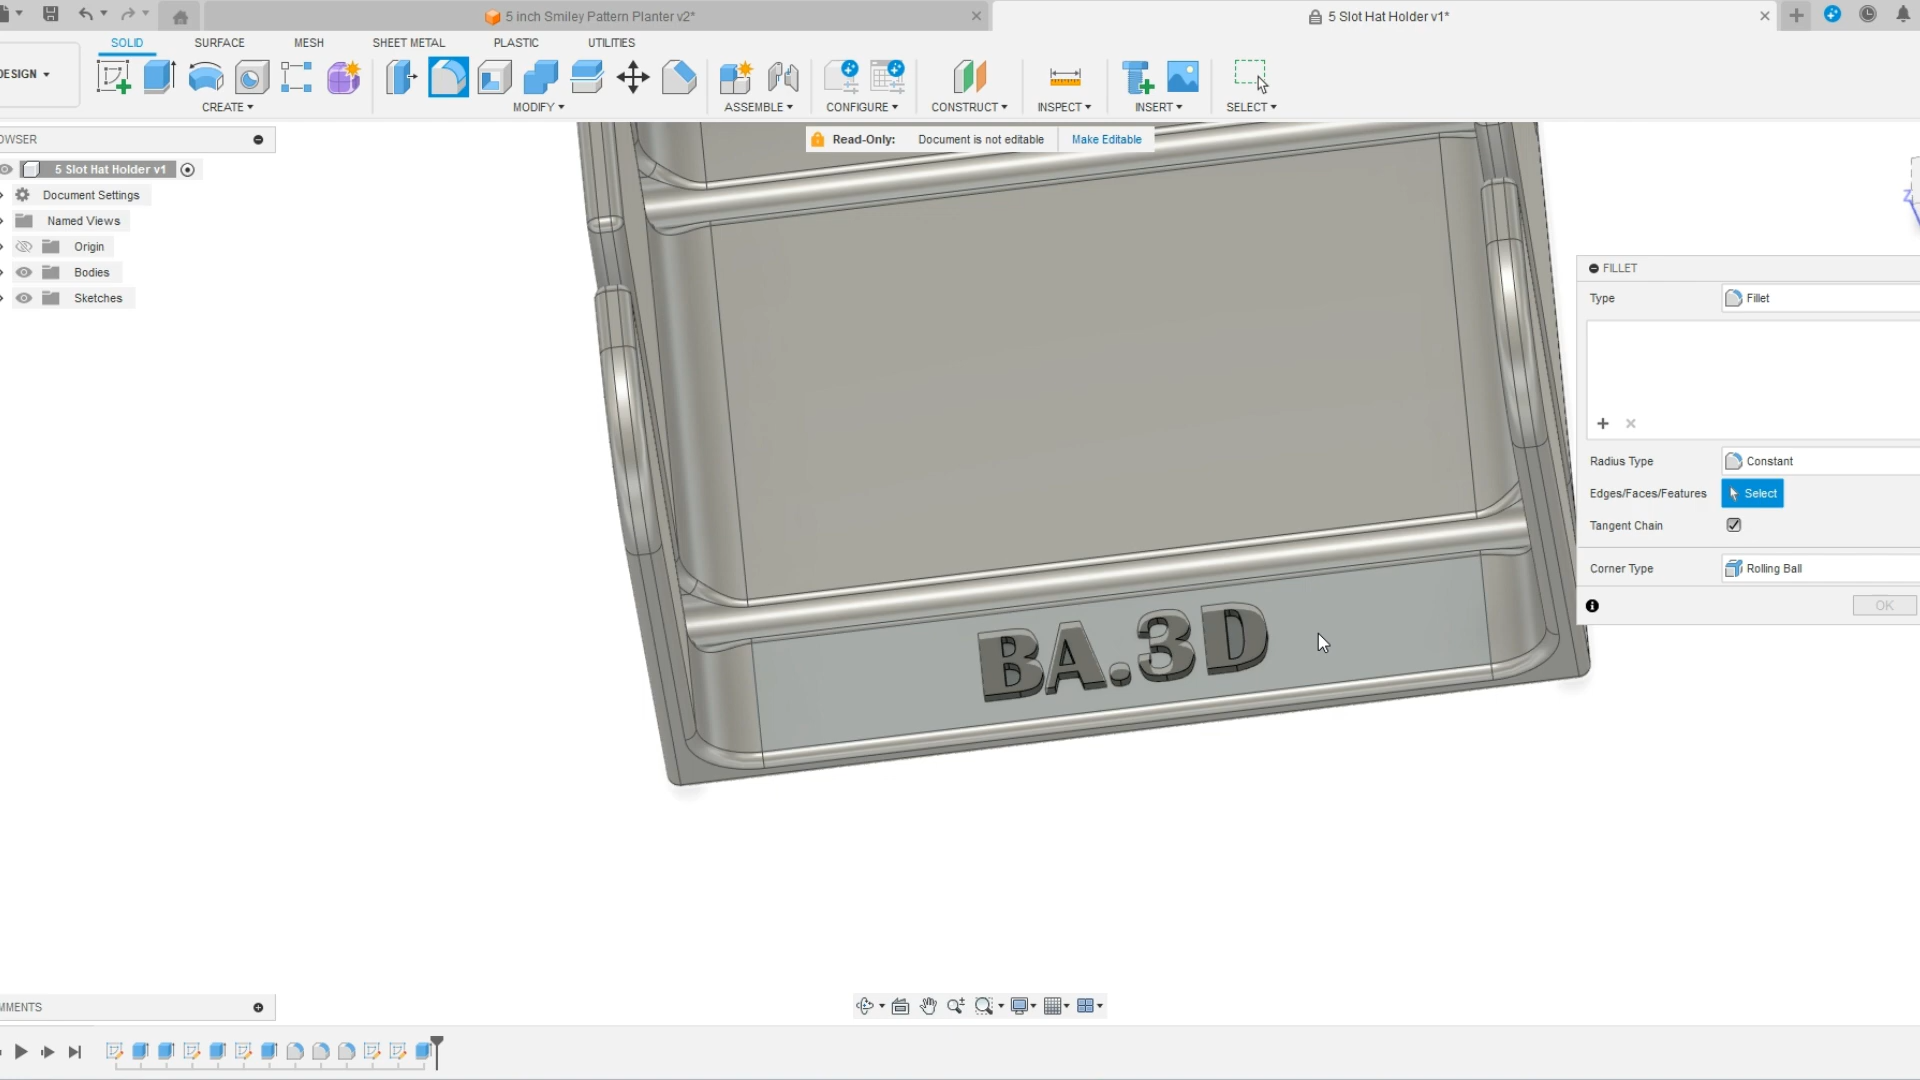 5 inch Smiley Pattern Planter v2*
5 Slot Hat Holder v1*
SOLID SURFACE MESH SHEET METAL PLASTIC UTILITIES
DESIGN
CREATE MODIFY ASSEMBLE CONFIGURE CONSTRUCT INSPECT INSERT SELECT
OWSER
Read-Only: Document is not editable Make Editable
5 Slot Hat Holder v1
Document Settings
Named Views
Origin
Bodies
Sketches
Z
FILLET
Type Fillet
Radius Type Constant
Edges/Faces/Features Select
Tangent Chain
Corner Type Rolling Ball
OK
BA.3D
MMENTS